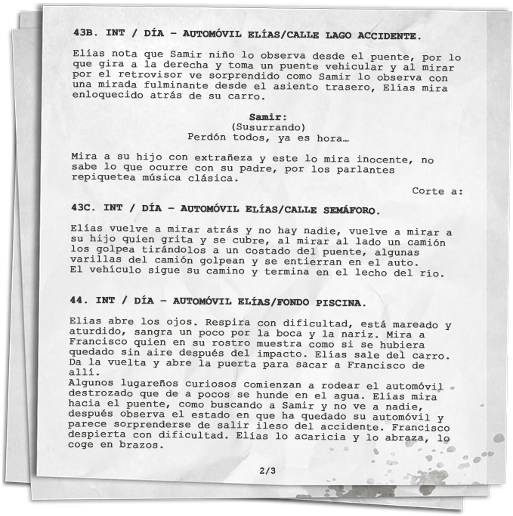 43B. INT / DÍA – AUTOMÓVIL ELÍAS/CALLE LAGO ACCIDENTE.
Elías nota que Samir niño lo observa desde el puente, por lo
que gira a la derecha y toma un puente vehicular y al mirar
por el retrovisor ve sorprendido como Samir lo observa con
una mirada fulminante desde el asiento trasero, Elías mira
enloquecido atrás de su carro.
Samir:
(Susurrando)
Perdón todos, ya es hora…
Mira a su hijo con extrañeza y este lo mira inocente, no
sabe lo que ocurre con su padre, por los parlantes
repiquetea música clásica.
Corte a:
43C. INT / DÍA – AUTOMÓVIL ELÍAS/CALLE SEMÁFORO.
Elías vuelve a mirar atrás y no hay nadie, vuelve a mirar a
su hijo quien grita y se cubre, al mirar al lado un camión
los golpea tirándolos a un costado del puente, algunas
varillas del camión golpean y se entierran en el auto.
El vehículo sigue su camino y termina en el lecho del río.
44. INT / DÍA – AUTOMÓVIL ELÍAS/FONDO PISCINA.
Elías abre los ojos. Respira con dificultad, está mareado y
aturdido, sangra un poco por la boca y la nariz. Mira a
Francisco quien en su rostro muestra como si se hubiera
quedado sin aire después del impacto. Elías sale del carro.
Da la vuelta y abre la puerta para sacar a Francisco de
allí.
Algunos lugareños curiosos comienzan a rodear el automóvil
destrozado que de a pocos se hunde en el agua. Elías mira
hacia el puente, como buscando a Samir y no ve a nadie,
después observa el estado en que ha quedado su automóvil y
parece sorprenderse de salir ileso del accidente. Francisco
despierta con dificultad. Elías lo acaricia y lo abraza, lo
coge en brazos.
2/3